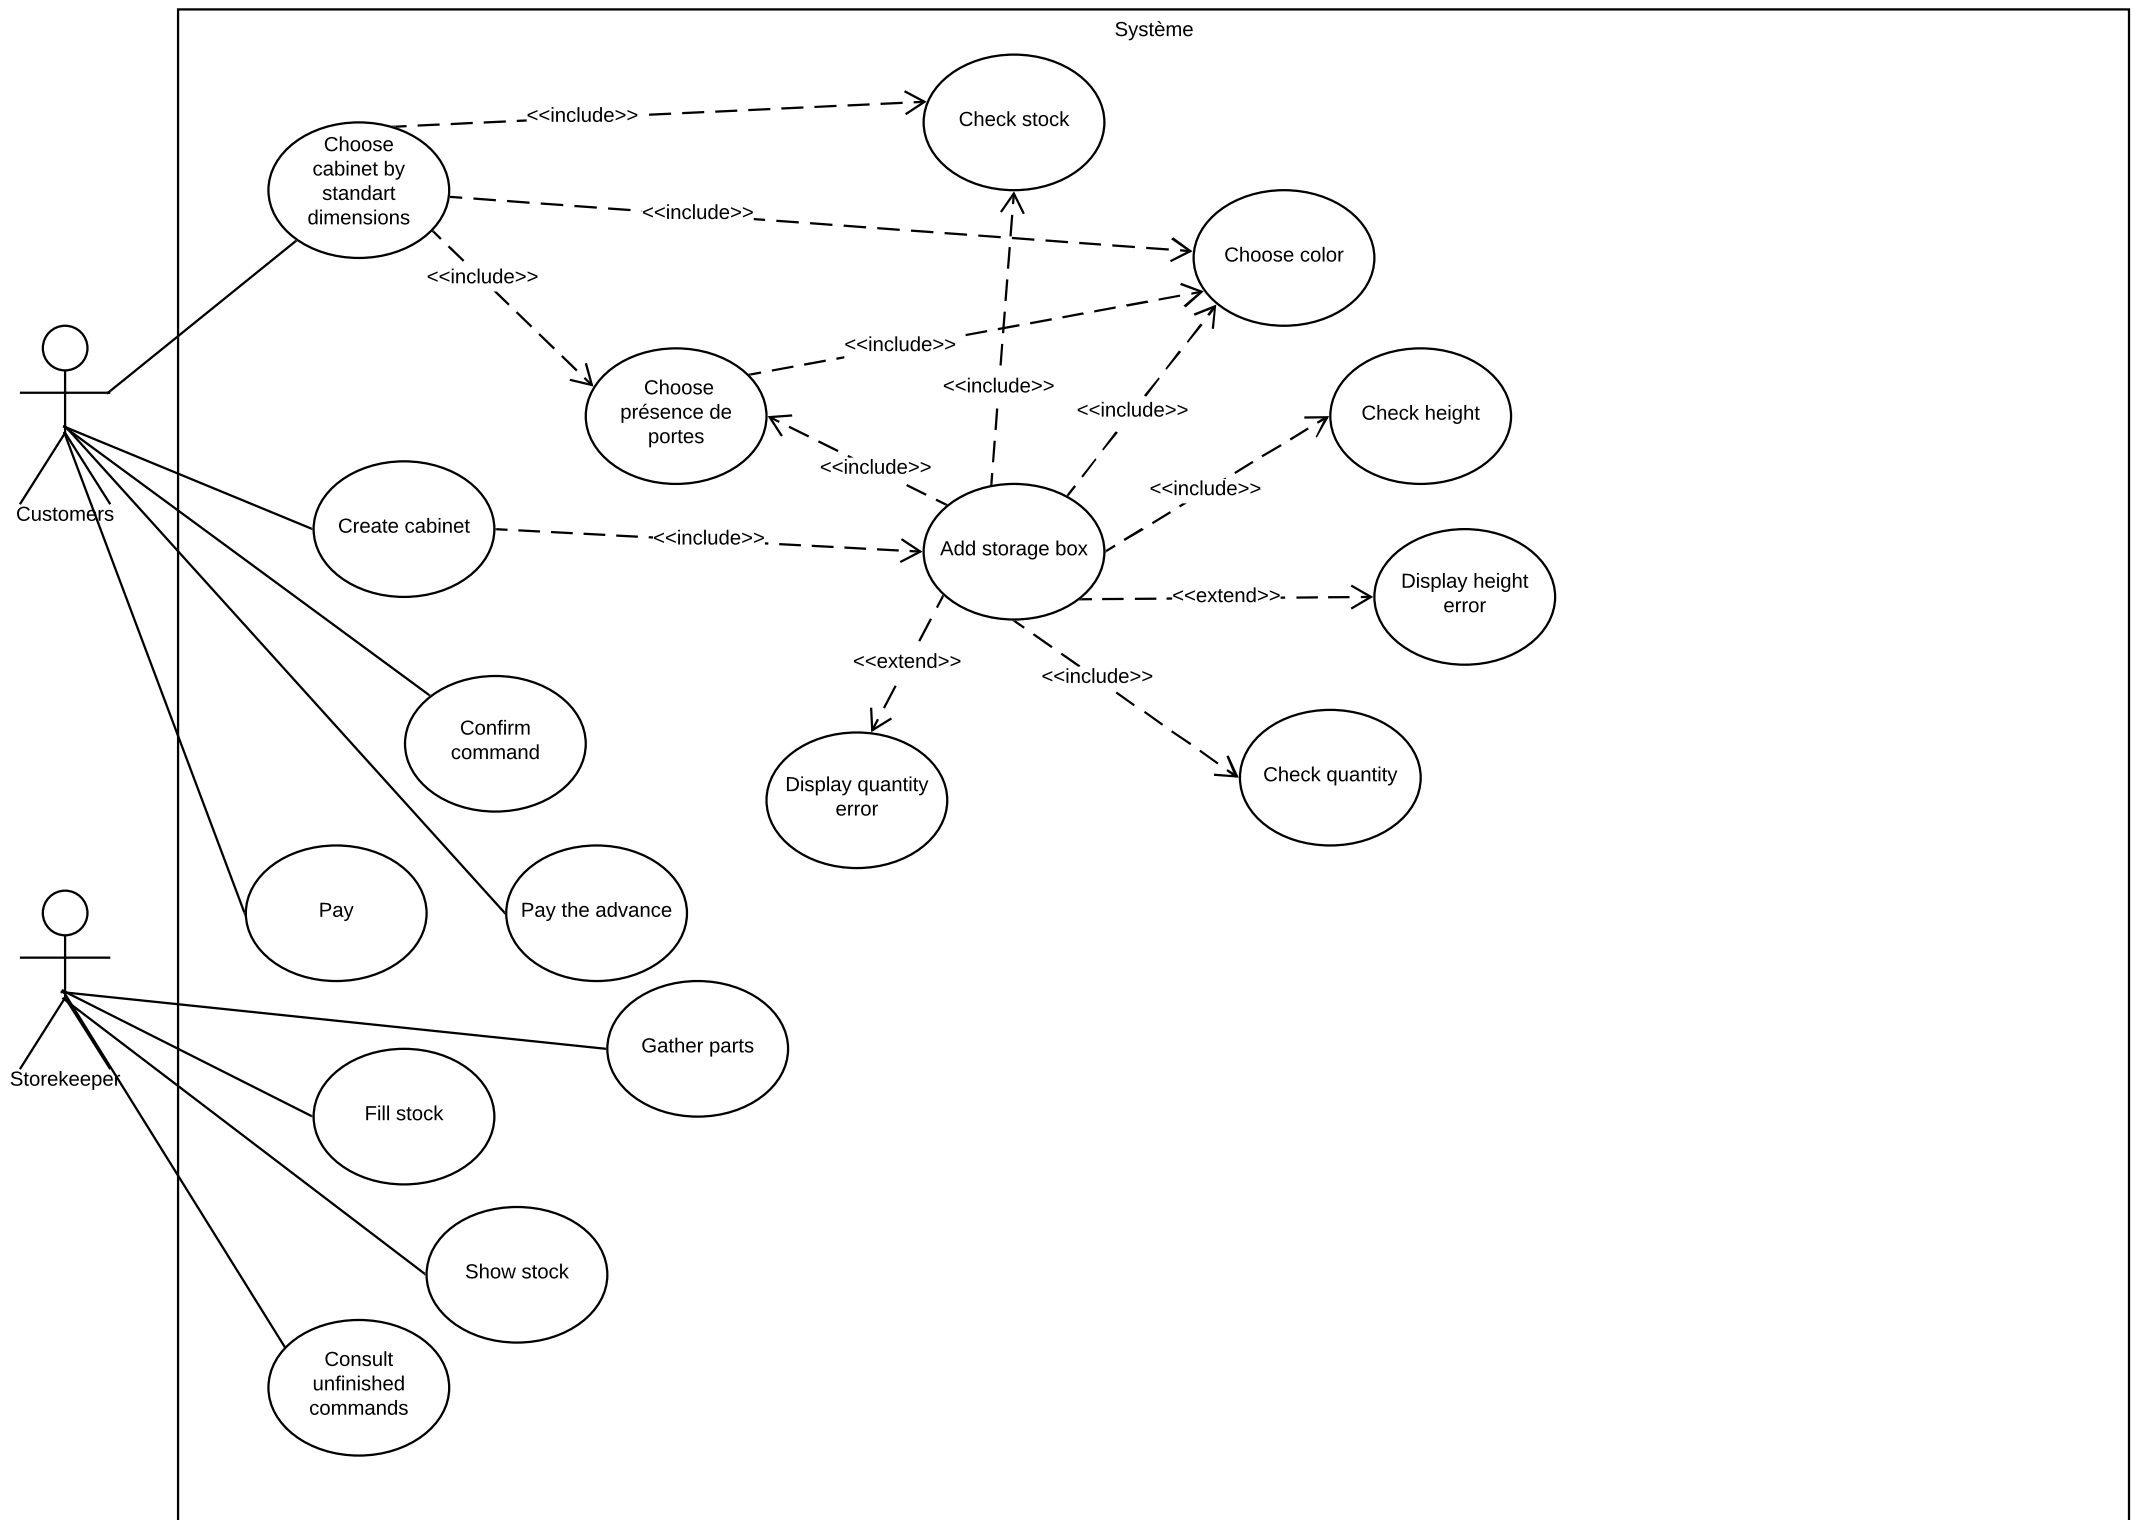 Système
<<include>>
Check stock
Choose
cabinet by
standart
dimensions
<<include>>
Choose color
<<include>>
<<include>>
Choose
présence de
portes
<<include>>
<<include>>
Check height
<<include>>
<<include>>
Customers
Create cabinet
<<include>>
Add storage box
Display height
error
<<extend>>
<<extend>>
<<include>>
Confirm
command
Display quantity
error
Check quantity
Pay
Pay the advance
Gather parts
Storekeeper
Fill stock
Show stock
Consult
unfinished
commands